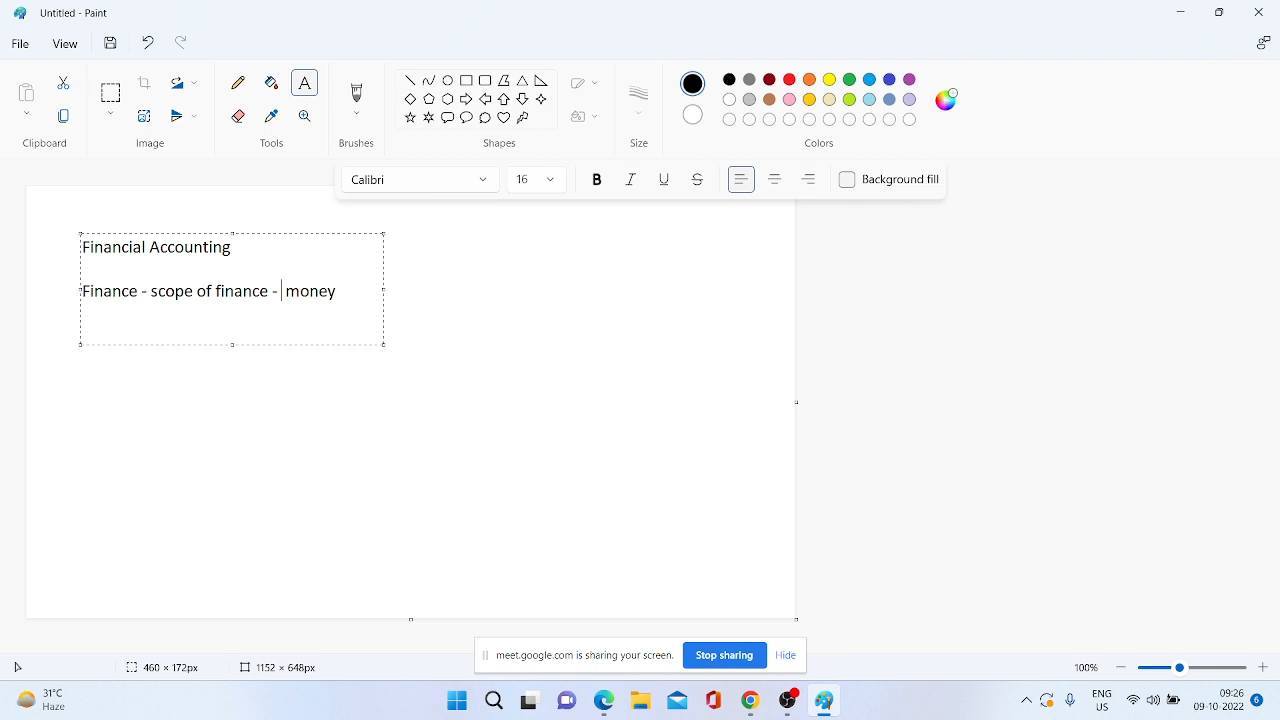 Untitled - Paint
File View
Clipboard Image Tools Brushes Shapes Size Colors
Calibri 16 B I U S Background fill
Financial Accounting
Finance - scope of finance - money
meet.google.com is sharing your screen. Stop sharing Hide
460 × 172px 1152 × 648px 100%
31°C
Haze
ENG
US
09:26
09-10-2022
6